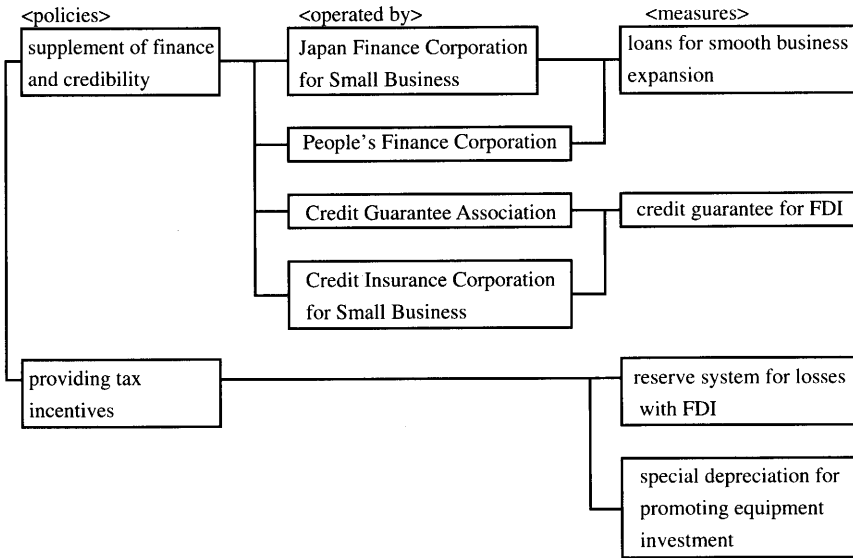 <policies>
<operated by>
<measures>
supplement of finance
and credibility
Japan Finance Corporation
for Small Business
loans for smooth business
expansion
People's Finance Corporation
Credit Guarantee Association
credit guarantee for FDI
Credit Insurance Corporation
for Small Business
providing tax
incentives
reserve system for losses
with FDI
special depreciation for
promoting equipment
investment